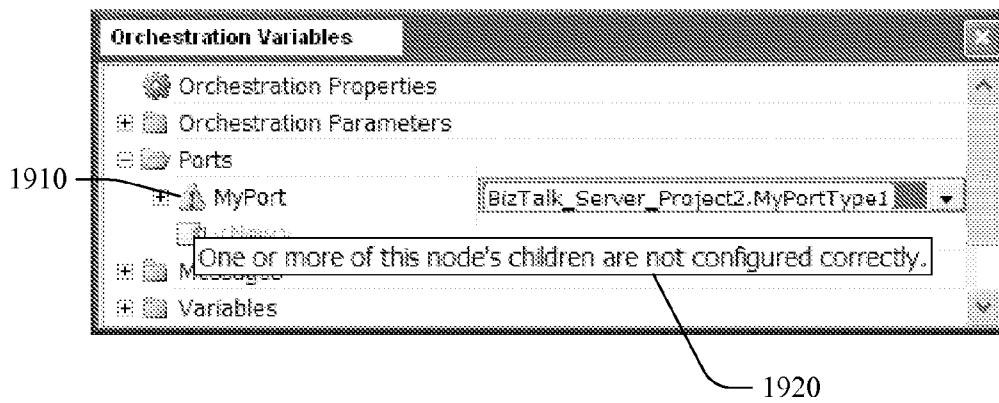 Orchestration Variables
Orchestration Properties
Orchestration Parameters
Ports
1910
MyPort
BizTalk_Server_Project2.MyPortType1
One or more of this node's children are not configured correctly.
Messages
Variables
1920